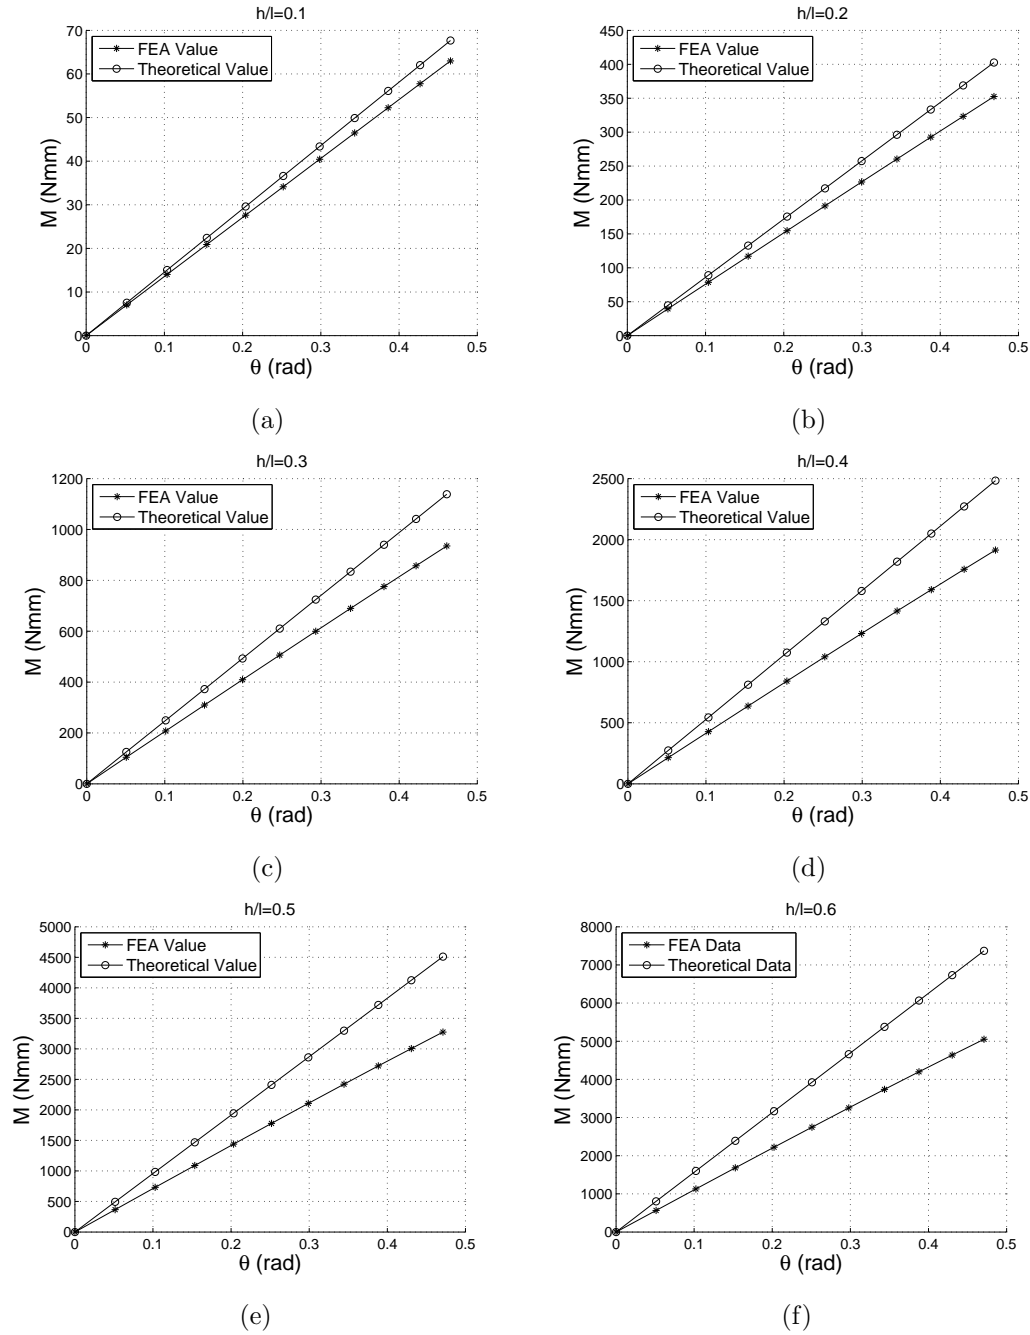 h/l=0.1
70
60
50
40
30
20
10
0
M (Nmm)
FEA Value
Theoretical Value
0 0.1 0.2 0.3 0.4 0.5
θ (rad)
(a)
h/l=0.2
450
400
350
300
250
200
150
100
50
0
M (Nmm)
FEA Value
Theoretical Value
0 0.1 0.2 0.3 0.4 0.5
θ (rad)
(b)
h/l=0.3
1200
1000
800
600
400
200
0
M (Nmm)
FEA Value
Theoretical Value
0 0.1 0.2 0.3 0.4 0.5
θ (rad)
(c)
h/l=0.4
2500
2000
1500
1000
500
0
M (Nmm)
FEA Value
Theoretical Value
0 0.1 0.2 0.3 0.4 0.5
θ (rad)
(d)
h/l=0.5
5000
4500
4000
3500
3000
2500
2000
1500
1000
500
0
M (Nmm)
FEA Value
Theoretical Value
0 0.1 0.2 0.3 0.4 0.5
θ (rad)
(e)
h/l=0.6
8000
7000
6000
5000
4000
3000
2000
1000
0
M (Nmm)
FEA Data
Theoretical Data
0 0.1 0.2 0.3 0.4 0.5
θ (rad)
(f)